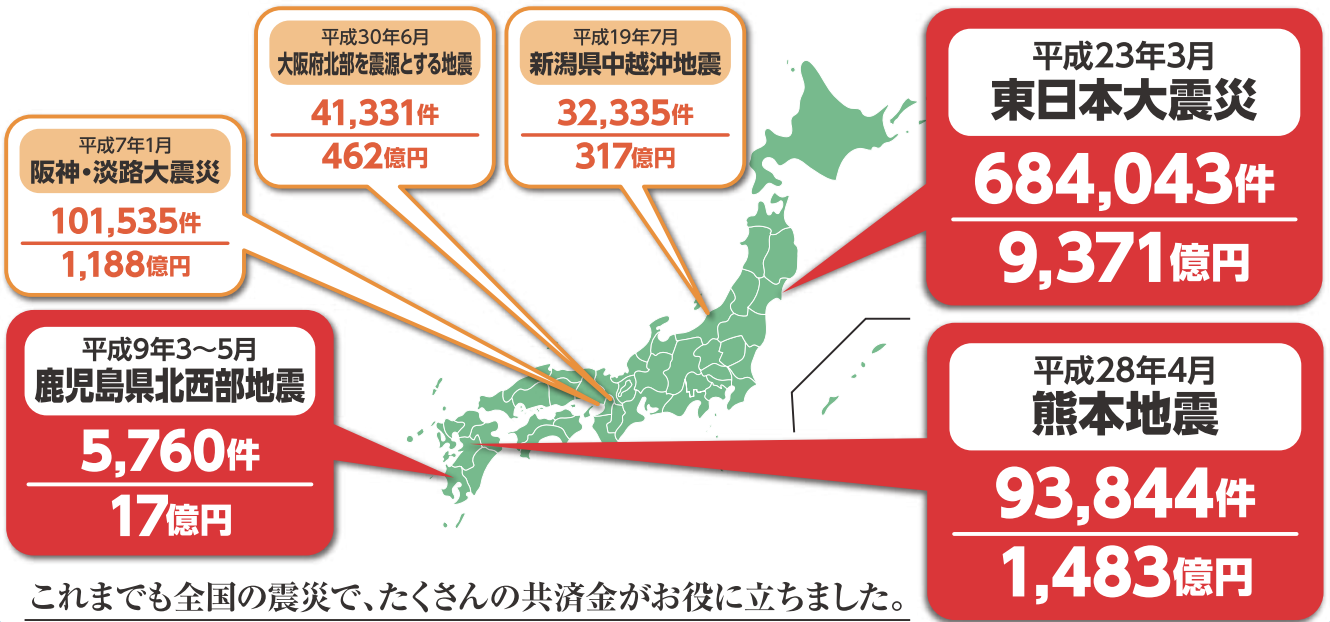 平成30年6月
大阪府北部を震源とする地震
41,331件
462億円
平成19年7月
新潟県中越沖地震
32,335件
317億円
平成23年3月
東日本大震災
684,043件
9,371億円
平成7年1月
阪神・淡路大震災
101,535件
1,188億円
平成9年3〜5月
鹿児島県北西部地震
5,760件
17億円
平成28年4月
熊本地震
93,844件
1,483億円
これまでも全国の震災で、たくさんの共済金がお役に立ちました。